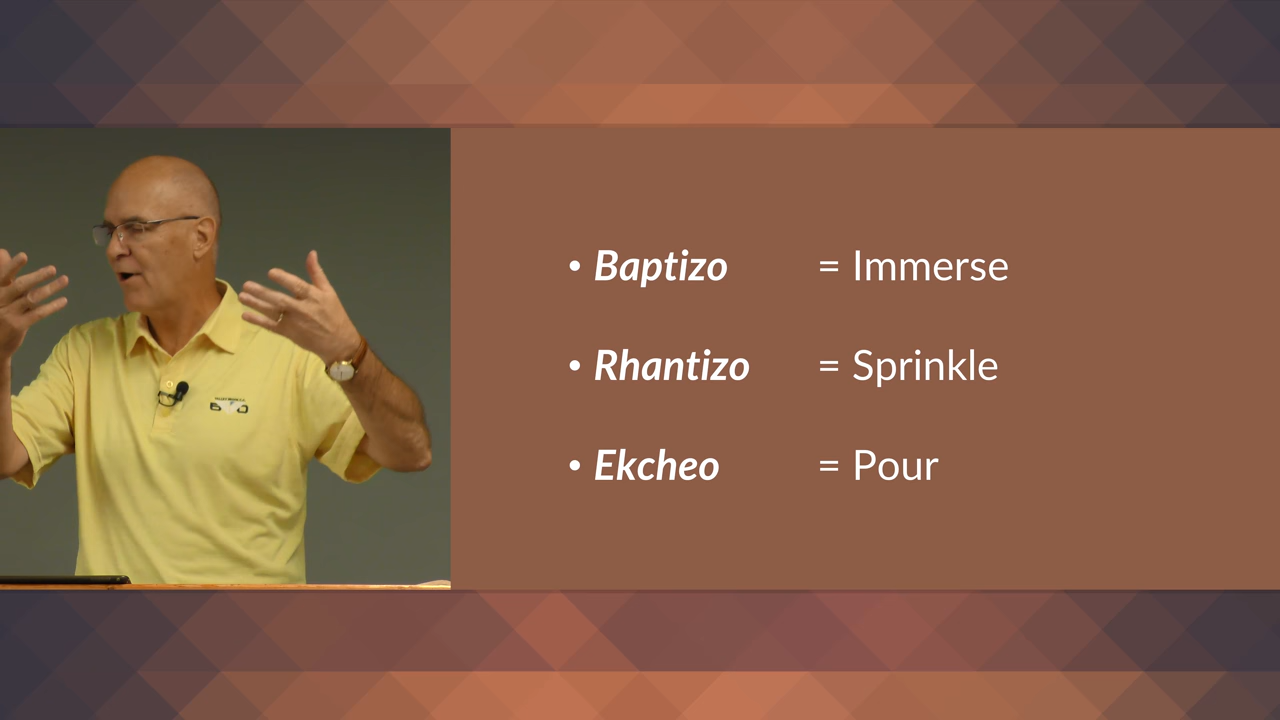 • Baptizo = Immerse
• Rhantizo = Sprinkle
• Ekcheo = Pour